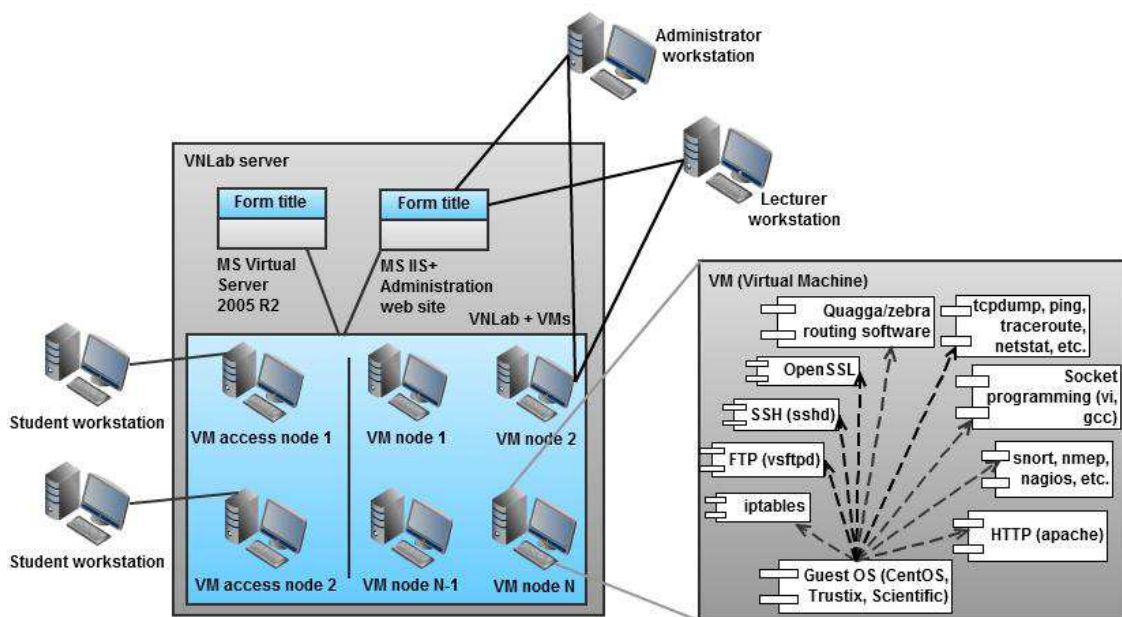 Administrator
workstation
VNLab server
Form title
Form title
Lecturer
workstation
MS Virtual
Server
2005 R2
MS IIS+
Administration
web site
VNLab + VMs
Student workstation
VM access node 1
VM node 1
VM node 2
Student workstation
VM access node 2
VM node N-1
VM node N
VM (Virtual Machine)
Quagga/zebra
routing software
tcpdump, ping,
traceroute,
netstat, etc.
OpenSSL
Socket
programming (vi,
gcc)
SSH (sshd)
FTP (vsftpd)
snort, nmep,
nagios, etc.
iptables
HTTP (apache)
Guest OS (CentOS,
Trustix, Scientific)